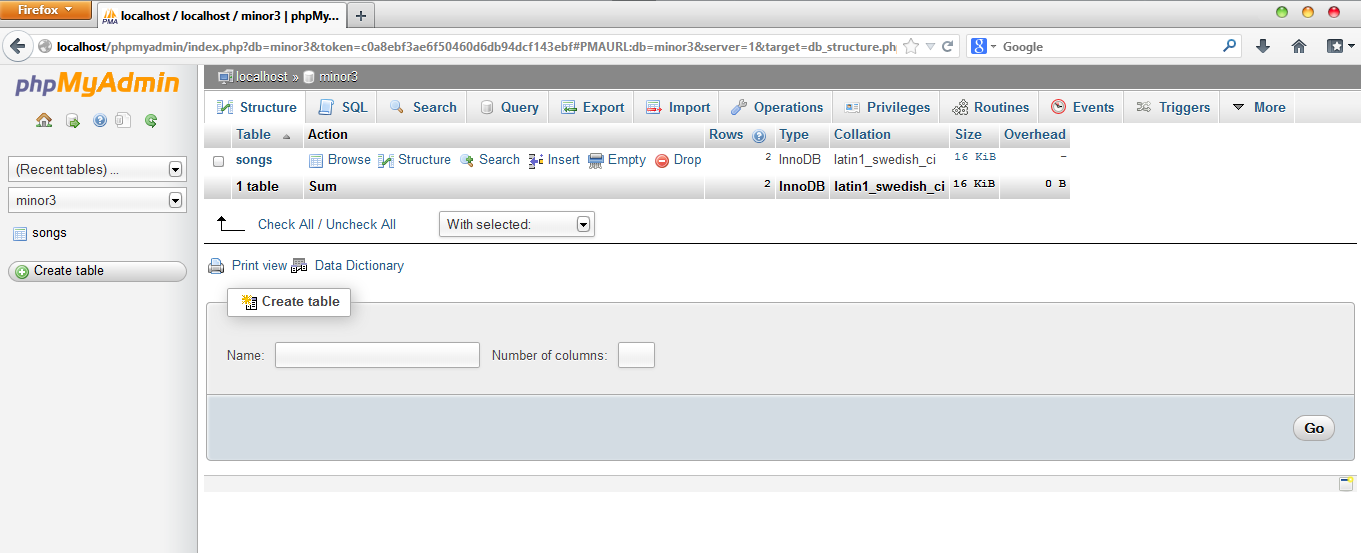 Firefox
localhost / localhost / minor3 | phpMy...
localhost/phpmyadmin/index.php?db=minor3&token=c0a8ebf3ae6f50460d6db94dcf143ebf#PMAURL:db=minor3&server=1&target=db_structure.ph
Google
phpMyAdmin
(Recent tables) ...
minor3
songs
Create table
localhost » minor3
Structure SQL Search Query Export Import Operations Privileges Routines Events Triggers More
Table Action Rows Type Collation Size Overhead
songs Browse Structure Search Insert Empty Drop 2 InnoDB latin1_swedish_ci 16 KiB -
1 table Sum 2 InnoDB latin1_swedish_ci 16 KiB 0 B
Check All / Uncheck All With selected:
Print view Data Dictionary
Create table
Name: Number of columns:
Go